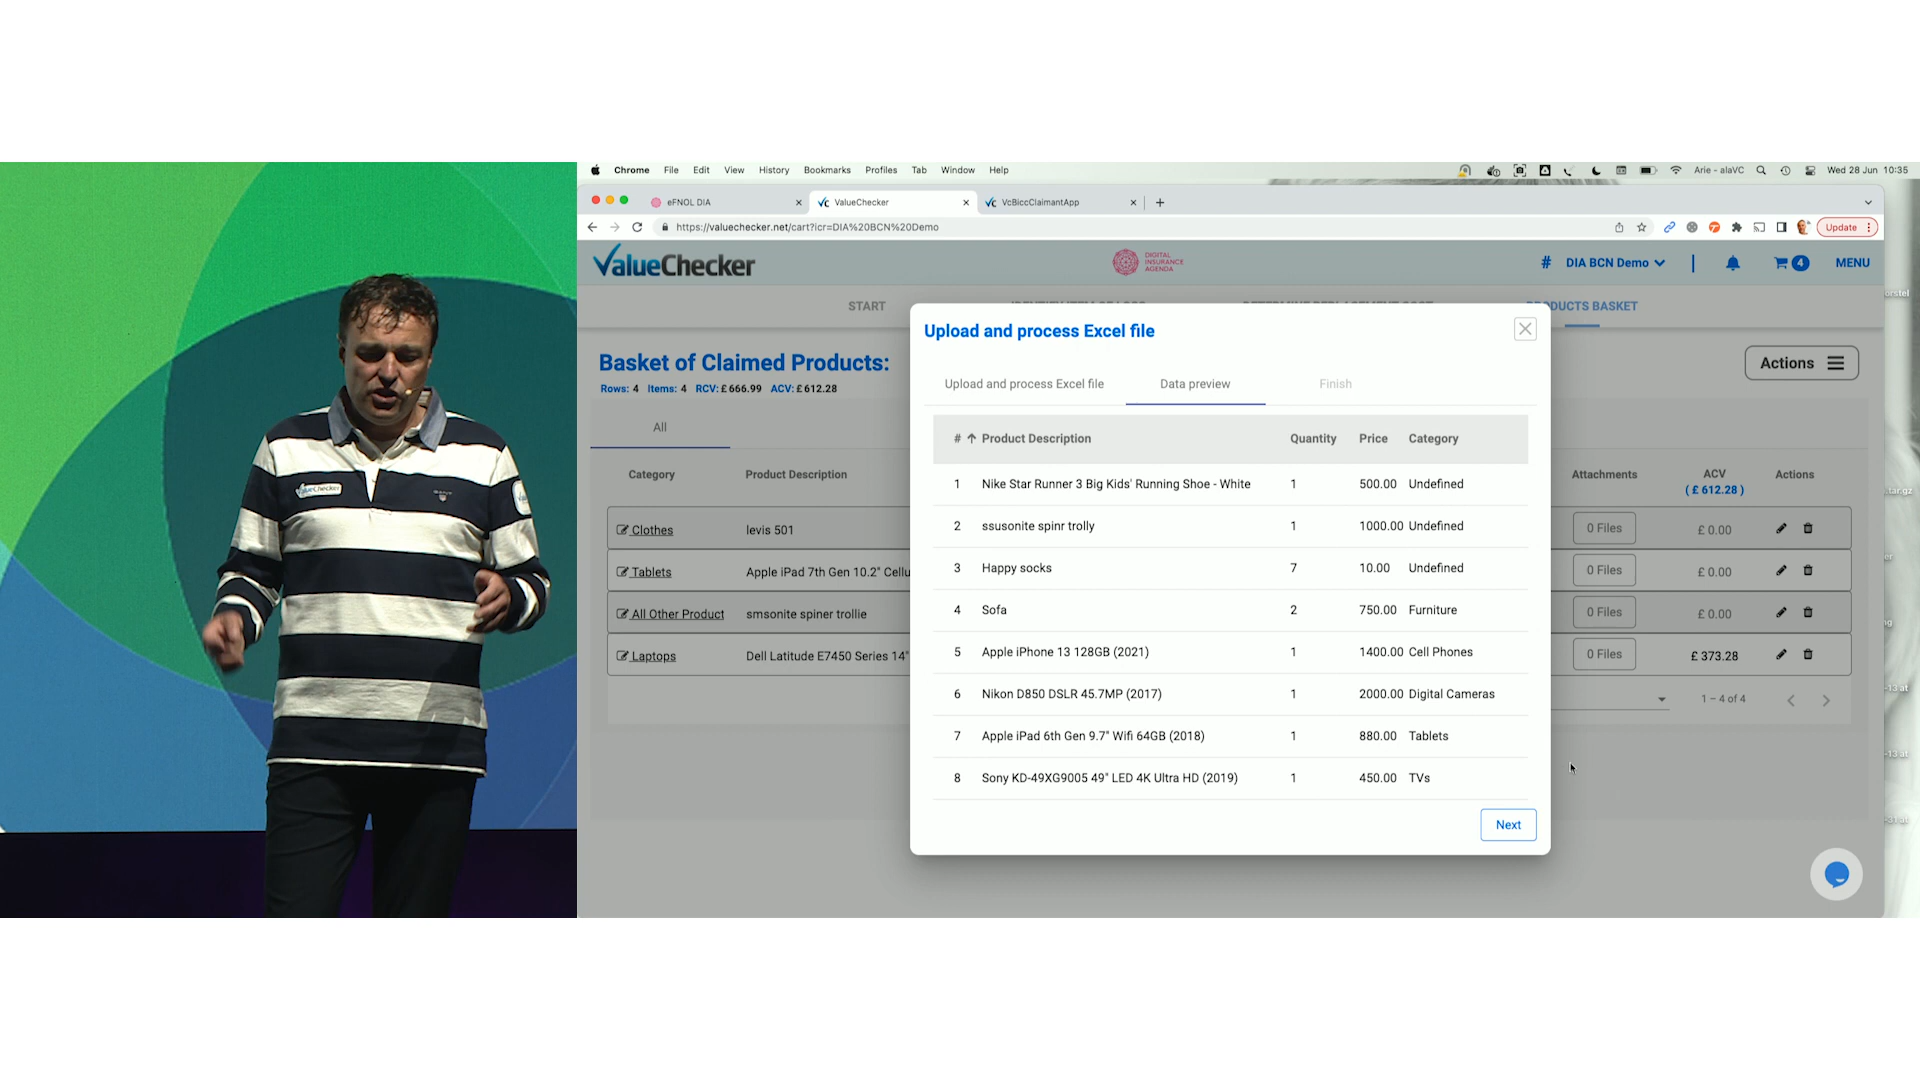 Chrome File Edit View History Bookmarks Profiles Tab Window Help Arie - alaVC Wed 28 Jun 10:35
eFNOL DIA ValueChecker VcBiccClaimantApp
https://valuechecker.net/cart?icr=DIA%20BCN%20Demo Update
ValueChecker DIGITAL INSURANCE AGENDA # DIA BCN Demo 4 MENU
START PRODUCTS BASKET
Upload and process Excel file
Basket of Claimed Products: Actions
Rows: 4 Items: 4 RCV: £ 666.99 ACV: £ 612.28
Upload and process Excel file Data preview Finish
All
# Product Description Quantity Price Category
Category Product Description Attachments ACV Actions
( £ 612.28 )
1 Nike Star Runner 3 Big Kids' Running Shoe - White 1 500.00 Undefined
2 ssusonite spinr trolly 1 1000.00 Undefined
3 Happy socks 7 10.00 Undefined
4 Sofa 2 750.00 Furniture
5 Apple iPhone 13 128GB (2021) 1 1400.00 Cell Phones
6 Nikon D850 DSLR 45.7MP (2017) 1 2000.00 Digital Cameras
7 Apple iPad 6th Gen 9.7" Wifi 64GB (2018) 1 880.00 Tablets
8 Sony KD-49XG9005 49" LED 4K Ultra HD (2019) 1 450.00 TVs
Next
Clothes levis 501 0 Files £ 0.00
Tablets Apple iPad 7th Gen 10.2" Cellu 0 Files £ 0.00
All Other Product smsonite spiner trollie 0 Files £ 0.00
Laptops Dell Latitude E7450 Series 14" 0 Files £ 373.28
1 – 4 of 4
ValueChecker
GANT